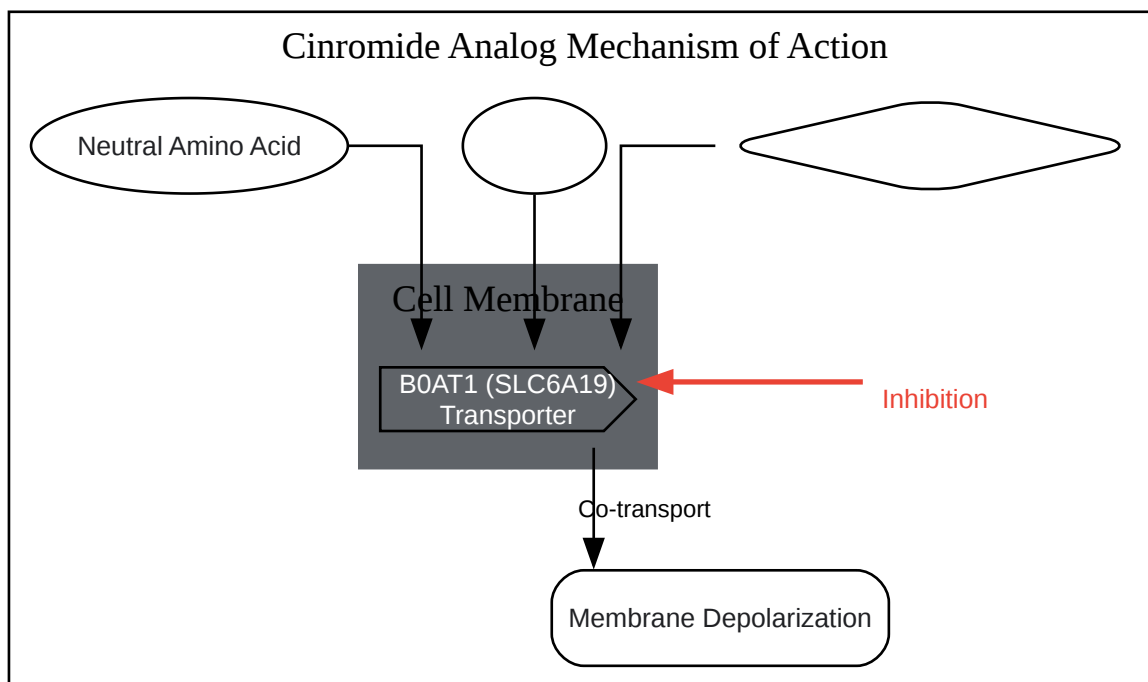 Cinromide Analog Mechanism of Action
Neutral Amino Acid
Cell Membrane
B0AT1 (SLC6A19)
Transporter
Inhibition
Co-transport
Membrane Depolarization